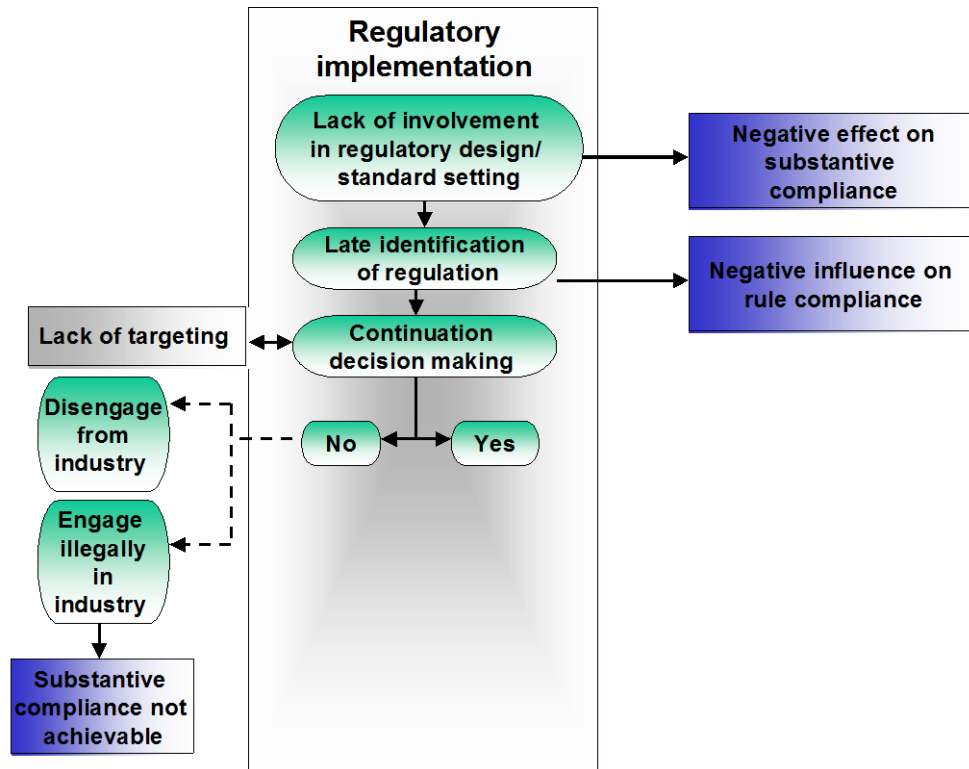 Regulatory
implementation
Lack of involvement
in regulatory design/
standard setting
Negative effect on
substantive
compliance
Late identification
of regulation
Negative influence on
rule compliance
Lack of targeting
Continuation
decision making
Disengage
from
industry
No
Yes
Engage
illegally
in
industry
Substantive
compliance not
achievable